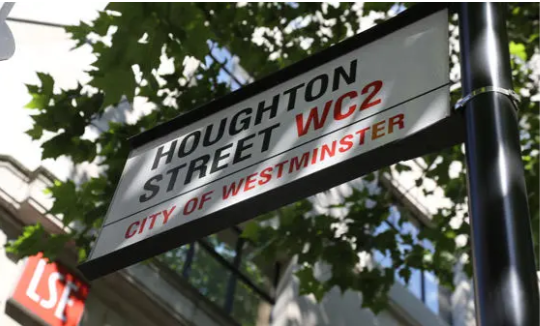 HOUGHTON
STREET WC2
CITY OF WESTMINSTER
LSE